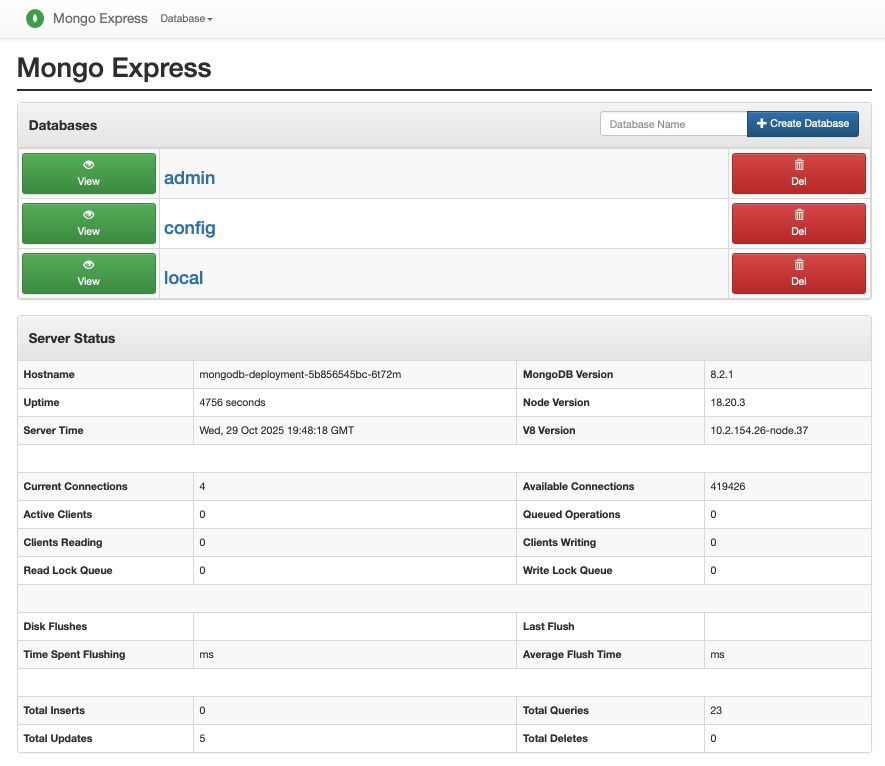 Mongo Express Database
Mongo Express
Databases Database Name Create Database
View admin Del
View config Del
View local Del
Server Status
Hostname mongodb-deployment-5b856545bc-6t72m MongoDB Version 8.2.1
Uptime 4756 seconds Node Version 18.20.3
Server Time Wed, 29 Oct 2025 19:48:18 GMT V8 Version 10.2.154.26-node.37
Current Connections 4 Available Connections 419426
Active Clients 0 Queued Operations 0
Clients Reading 0 Clients Writing 0
Read Lock Queue 0 Write Lock Queue 0
Disk Flushes Last Flush
Time Spent Flushing ms Average Flush Time ms
Total Inserts 0 Total Queries 23
Total Updates 5 Total Deletes 0